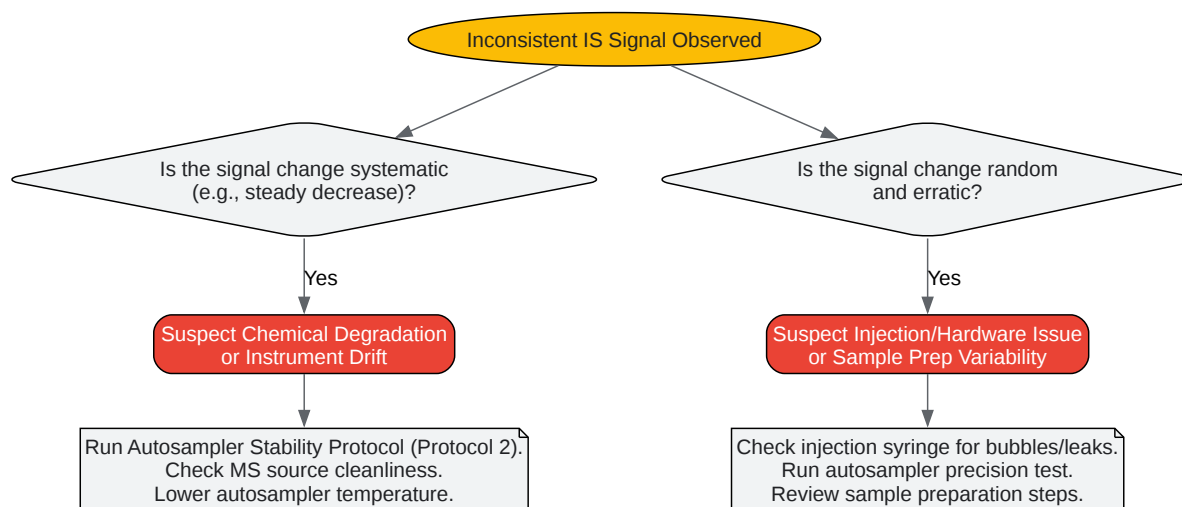 Inconsistent IS Signal Observed
Is the signal change systematic
(e.g., steady decrease)?
Is the signal change random
and erratic?
Yes
Yes
Suspect Chemical Degradation
or Instrument Drift
Suspect Injection/Hardware Issue
or Sample Prep Variability
Run Autosampler Stability Protocol (Protocol 2).
Check MS source cleanliness.
Lower autosampler temperature.
Check injection syringe for bubbles/leaks.
Run autosampler precision test.
Review sample preparation steps.